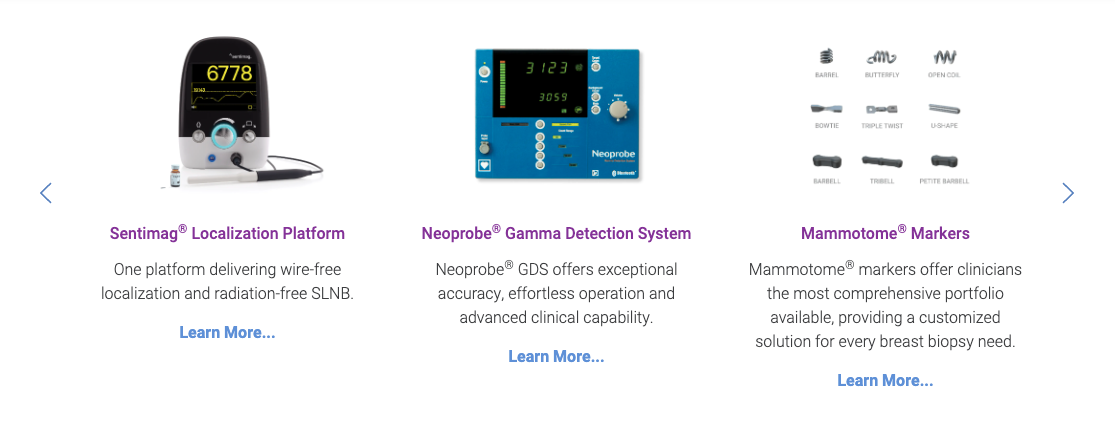 sentimag
6778
Neoprobe
3123
3059
BARREL
BUTTERFLY
OPEN COIL
BOWTIE
TRIPLE TWIST
U-SHAPE
BARBELL
TRIBELL
PETITE BARBELL
Sentimag® Localization Platform
One platform delivering wire-free
localization and radiation-free SLNB.
Learn More...
Neoprobe® Gamma Detection System
Neoprobe® GDS offers exceptional
accuracy, effortless operation and
advanced clinical capability.
Learn More...
Mammotome® Markers
Mammotome® markers offer clinicians
the most comprehensive portfolio
available, providing a customized
solution for every breast biopsy need.
Learn More...